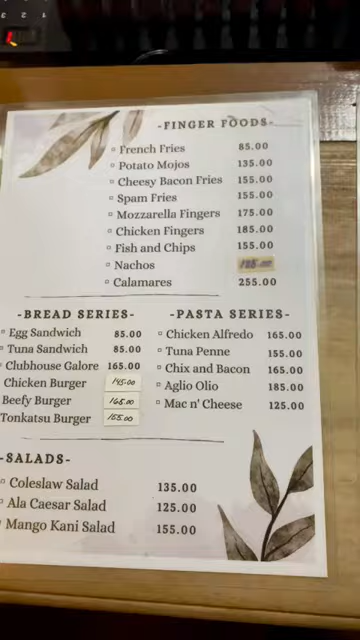 -FINGER FOODS-
French Fries 85.00
Potato Mojos 135.00
Cheesy Bacon Fries 155.00
Spam Fries 155.00
Mozzarella Fingers 175.00
Chicken Fingers 185.00
Fish and Chips 155.00
Nachos
Calamares 255.00
-BREAD SERIES-
Egg Sandwich 85.00
Tuna Sandwich 85.00
Clubhouse Galore 165.00
Chicken Burger 145.00
Beefy Burger 165.00
Tonkatsu Burger 155.00
-PASTA SERIES-
Chicken Alfredo 165.00
Tuna Penne 155.00
Chix and Bacon 165.00
Aglio Olio 185.00
Mac n' Cheese 125.00
-SALADS-
Coleslaw Salad 135.00
Ala Caesar Salad 125.00
Mango Kani Salad 155.00